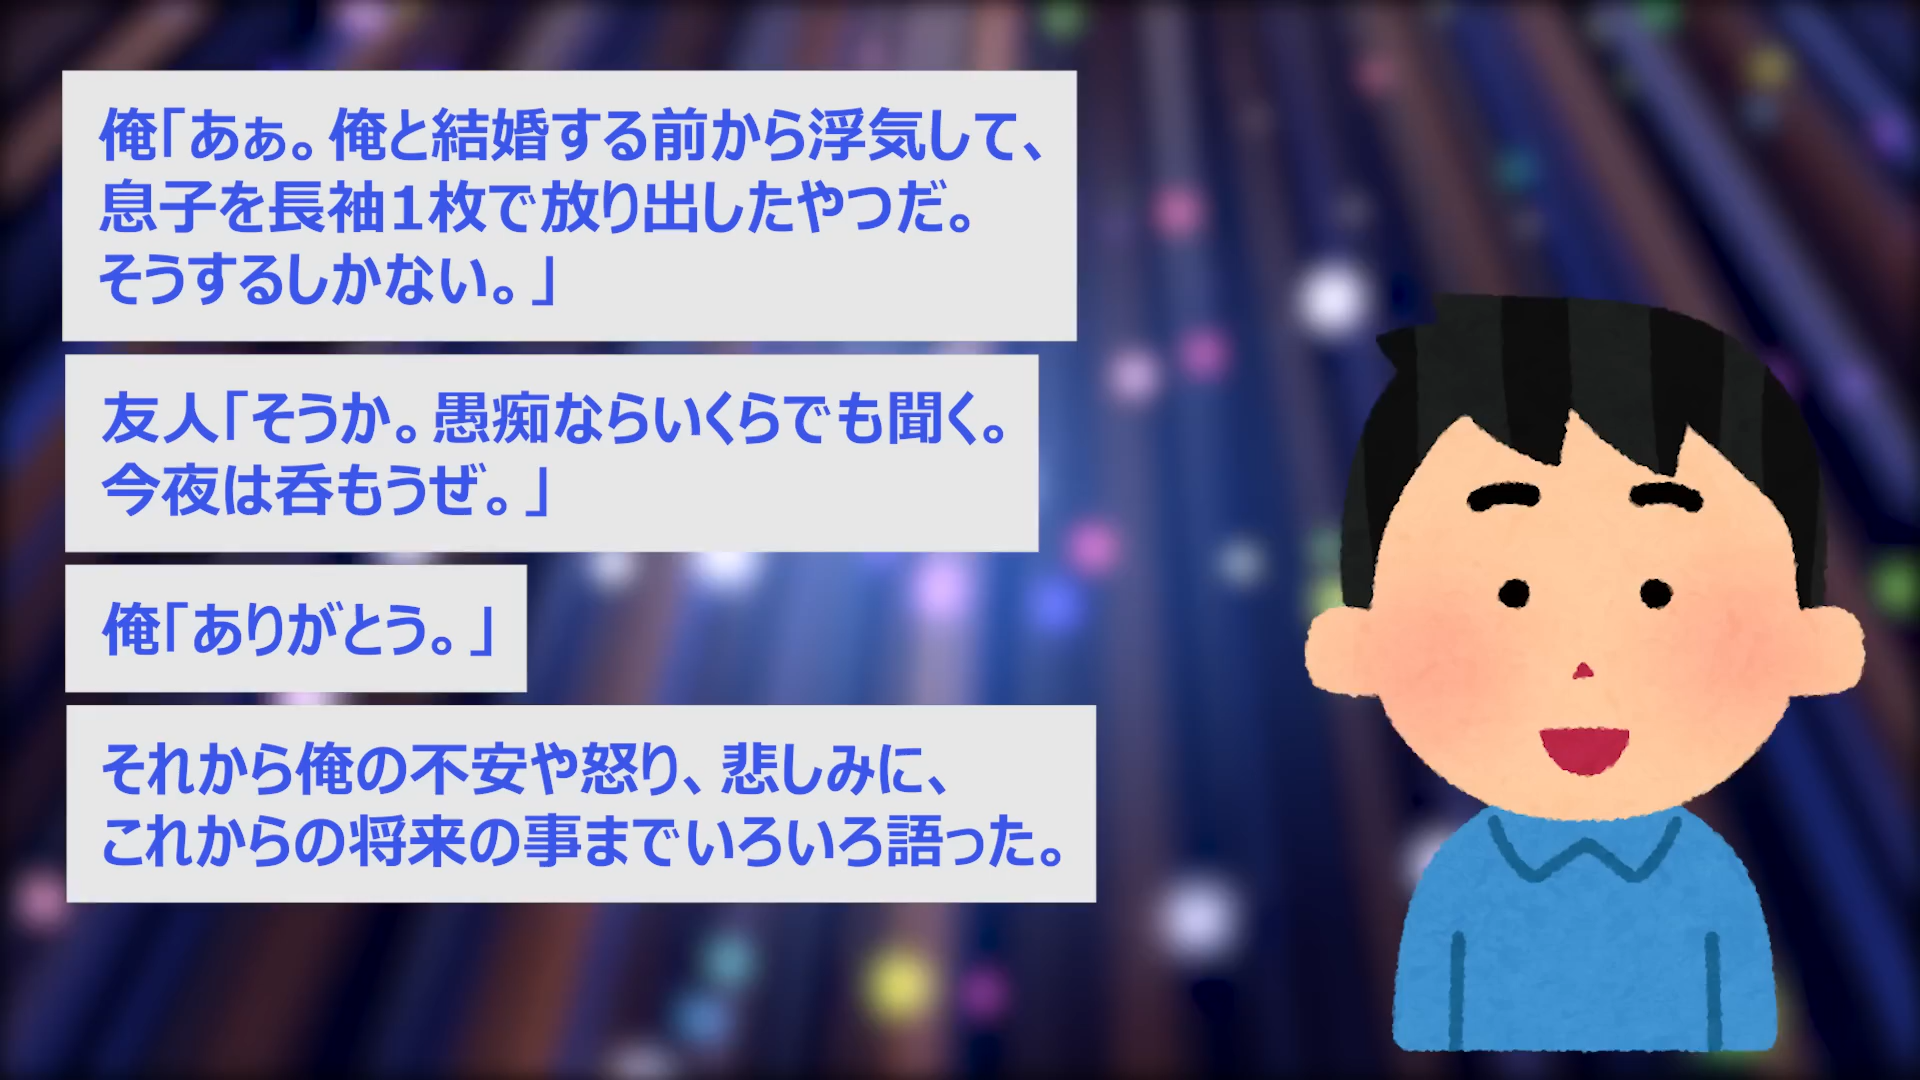 俺「あぁ。俺と結婚する前から浮気して、
息子を長袖1枚で放り出したやつだ。
そうするしかない。」
友人「そうか。愚痴ならいくらでも聞く。
今夜は呑もうぜ。」
俺「ありがとう。」
それから俺の不安や怒り、悲しみに、
これからの将来の事までいろいろ語った。